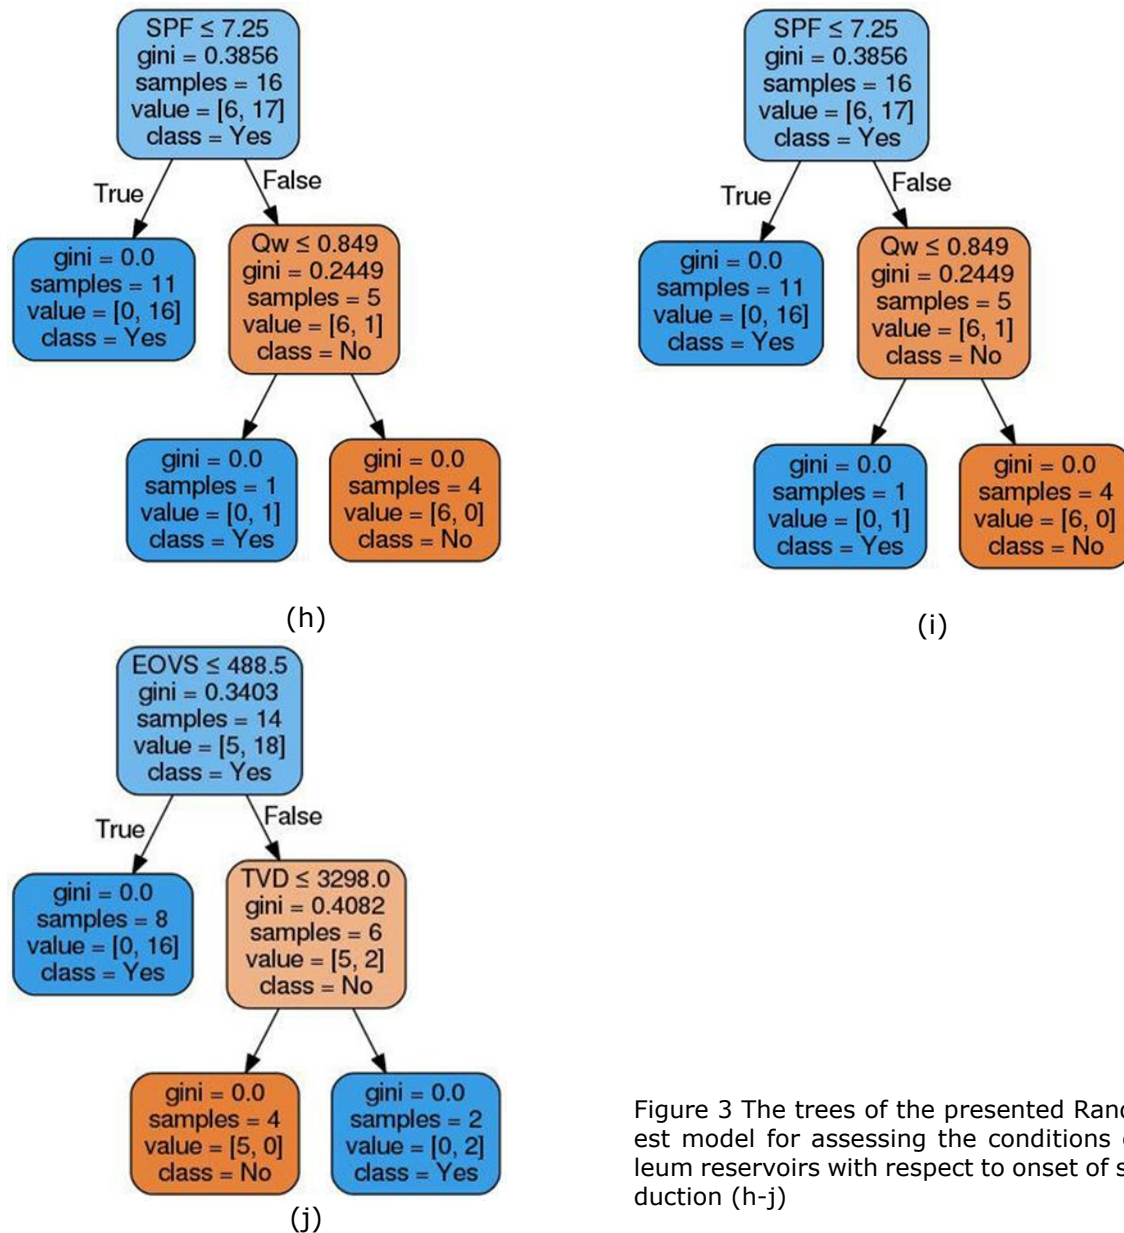 SPF ≤ 7.25
gini = 0.3856
samples = 16
value = [6, 17]
class = Yes
True
False
gini = 0.0
samples = 11
value = [0, 16]
class = Yes
Qw ≤ 0.849
gini = 0.2449
samples = 5
value = [6, 1]
class = No
gini = 0.0
samples = 1
value = [0, 1]
class = Yes
gini = 0.0
samples = 4
value = [6, 0]
class = No
(h)
SPF ≤ 7.25
gini = 0.3856
samples = 16
value = [6, 17]
class = Yes
True
False
gini = 0.0
samples = 11
value = [0, 16]
class = Yes
Qw ≤ 0.849
gini = 0.2449
samples = 5
value = [6, 1]
class = No
gini = 0.0
samples = 1
value = [0, 1]
class = Yes
gini = 0.0
samples = 4
value = [6, 0]
class = No
(i)
EOVS ≤ 488.5
gini = 0.3403
samples = 14
value = [5, 18]
class = Yes
True
False
gini = 0.0
samples = 8
value = [0, 16]
class = Yes
TVD ≤ 3298.0
gini = 0.4082
samples = 6
value = [5, 2]
class = No
gini = 0.0
samples = 4
value = [5, 0]
class = No
gini = 0.0
samples = 2
value = [0, 2]
class = Yes
(j)
Figure 3 The trees of the presented Ran
est model for assessing the conditions
leum reservoirs with respect to onset of
duction (h-j)